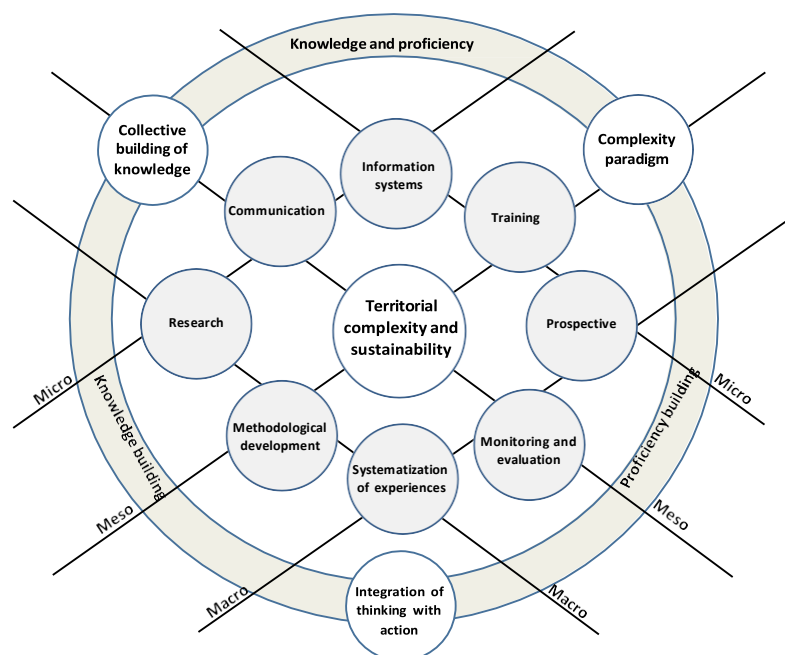 Knowledge and proficiency
Collective
building of
knowledge
Complexity
paradigm
Information
systems
Communication
Training
Territorial
complexity and
sustainability
Research
Prospective
Micro
Micro
Knowledge building
Proficiency building
Methodological
development
Monitoring and
evaluation
Systematization
of experiences
Meso
Meso
Macro
Macro
Integration of
thinking with
action